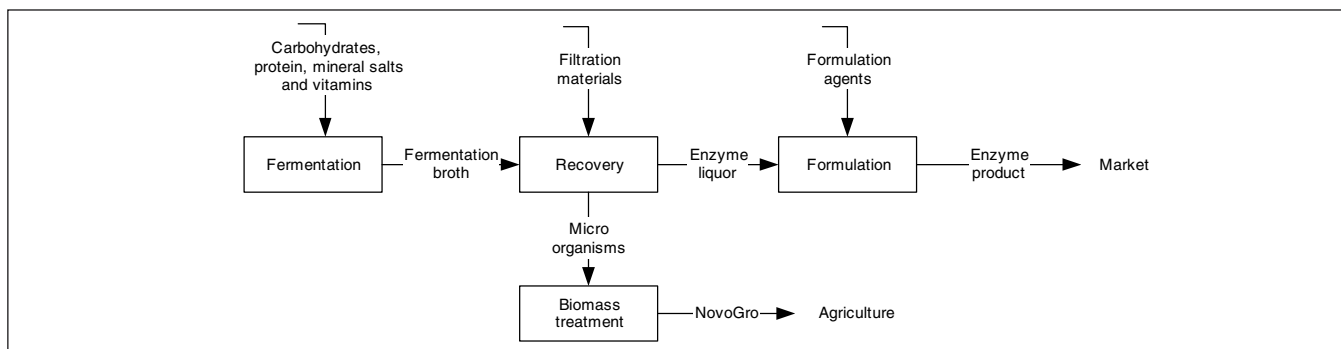 Carbohydrates,
protein, mineral salts
and vitamins
Filtration
materials
Formulation
agents
Fermentation
Fermentation
broth
Recovery
Enzyme
liquor
Formulation
Enzyme
product
Market
Micro
organisms
Biomass
treatment
NovoGro
Agriculture